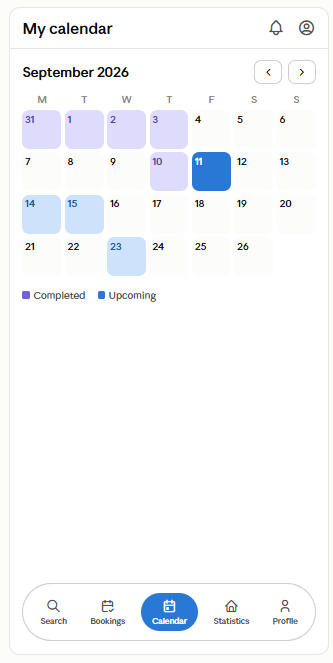 My calendar
September 2026
M T W T F S S
31 1 2 3 4 5 6
7 8 9 10 11 12 13
14 15 16 17 18 19 20
21 22 23 24 25 26
Completed Upcoming
Search Bookings Calendar Statistics Profile